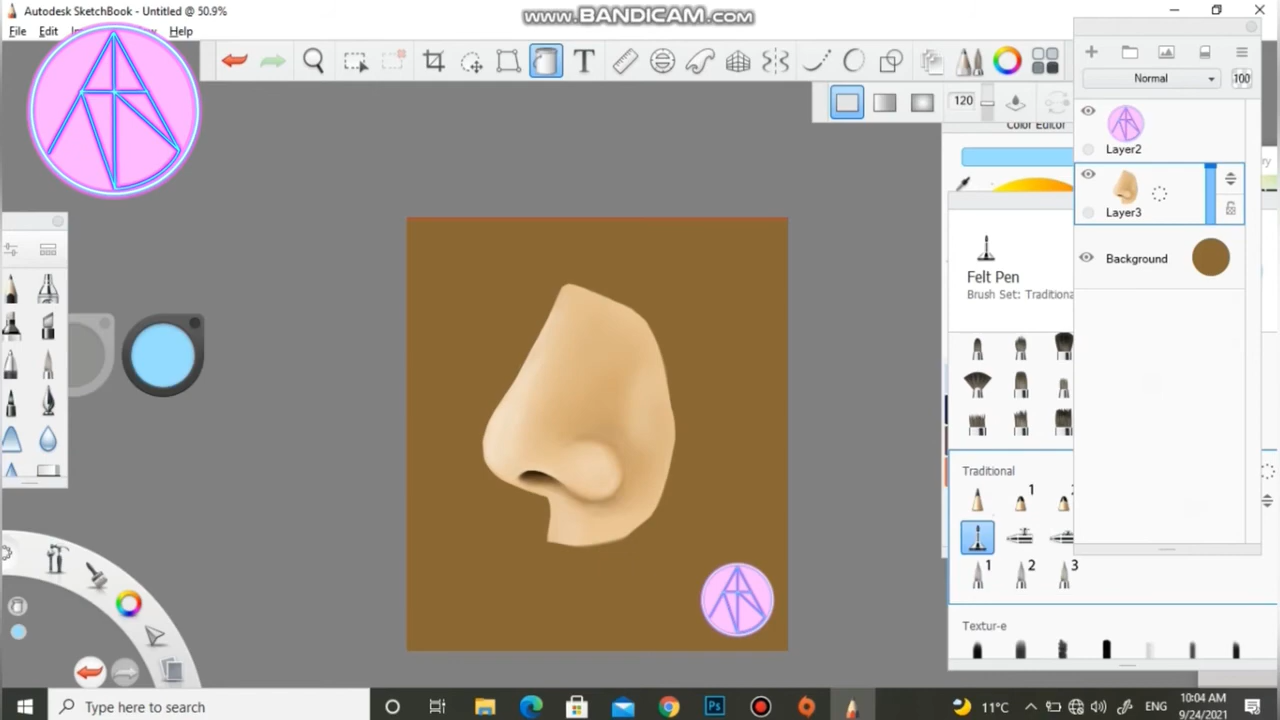 Autodesk SketchBook - Untitled @ 50.9%
www.BANDICAM.com
File Edit Help
T
Normal 100
120
Color Editor
Layer2
Layer3
Background
Felt Pen
Brush Set: Traditiona
Traditional
1
1 2 3
Textur-e
Type here to search
Ps
11°C
ENG
10:04 AM
9/24/2021